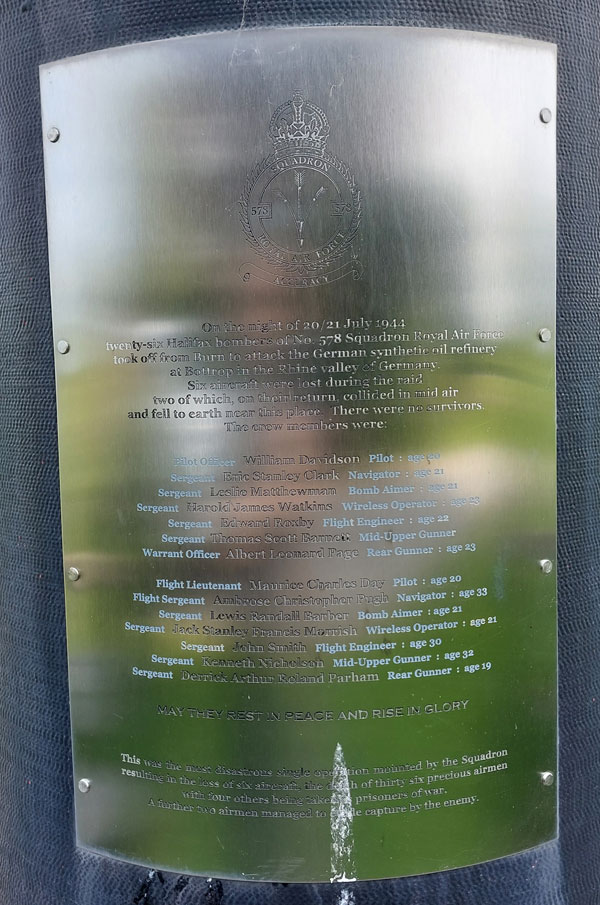 SQUADRON
578
ROYAL AIR FORCE
ACCURACY
On the night of 20/21 July 1944
twenty-six Halifax bombers of No. 578 Squadron Royal Air Force
took off from Burn to attack the German synthetic oil refinery
at Bottrop in the Rhine valley of Germany.
Six aircraft were lost during the raid
two of which, on their return, collided in mid air
and fell to earth near this place. There were no survivors.
The crew members were:
Pilot Officer William Davidson Pilot : age 20
Sergeant Eric Stanley Clark Navigator : age 21
Sergeant Leslie Matthewman Bomb Aimer : age 21
Sergeant Harold James Watkins Wireless Operator : age 23
Sergeant Edward Roxby Flight Engineer : age 22
Sergeant Thomas Scott Barnett Mid-Upper Gunner
Warrant Officer Albert Leonard Page Rear Gunner : age 23
Flight Lieutenant Maurice Charles Day Pilot : age 20
Flight Sergeant Ambrose Christopher Pugh Navigator : age 33
Sergeant Lewis Randall Barber Bomb Aimer : age 21
Sergeant Jack Stanley Francis Morrish Wireless Operator : age 21
Sergeant John Smith Flight Engineer : age 30
Sergeant Kenneth Nicholson Mid-Upper Gunner : age 32
Sergeant Derrick Arthur Roland Parham Rear Gunner : age 19
MAY THEY REST IN PEACE AND RISE IN GLORY
This was the most disastrous single operation mounted by the Squadron
resulting in the loss of six aircraft, the death of thirty six precious airmen
with four others being taken prisoners of war.
A further two airmen managed to evade capture by the enemy.